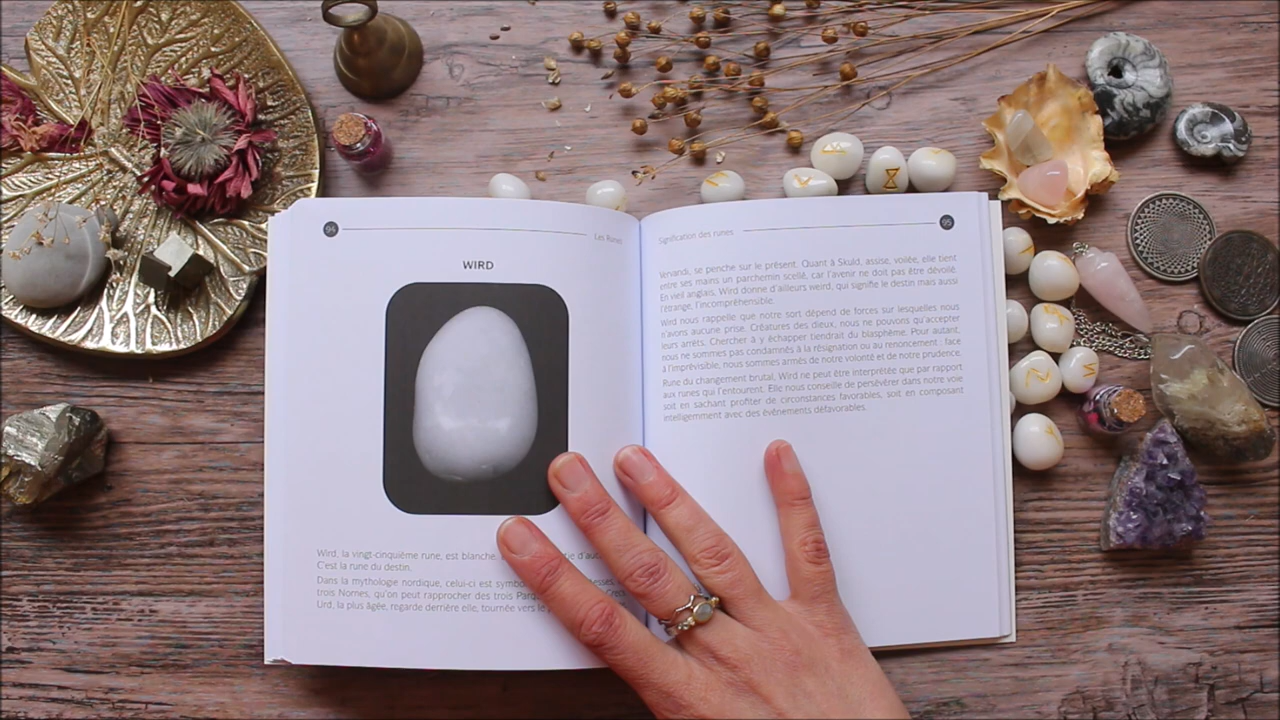 94
Les Runes
WIRD
Wird, la vingt-cinquième rune, est blanche,
C'est la rune du destin.
Dans la mythologie nordique, celui-ci est
trois Nornes, qu'on peut rapprocher des trois
Urd, la plus âgée, regarde derrière elle, tournée vers le
Signification des runes
95
Vervandi, se penche sur le présent. Quant à Skuld, assise, voilée, elle tient
entre ses mains un parchemin scellé, car l'avenir ne doit pas être dévoilé.
En vieil anglais, Wird donne d'ailleurs weird, qui signifie le destin mais aussi
l'étrange, l'incompréhensible.
Wird nous rappelle que notre sort dépend de forces sur lesquelles nous
n'avons aucune prise. Créatures des dieux, nous ne pouvons qu'accepter
leurs arrêts. Chercher à y échapper tiendrait du blasphème. Pour autant,
nous ne sommes pas condamnés à la résignation ou au renoncement : face
à l'imprévisible, nous sommes armés de notre volonté et de notre prudence.
Rune du changement brutal, Wird ne peut être interprétée que par rapport
aux runes qui l'entourent. Elle nous conseille de persévérer dans notre voie
soit en sachant profiter de circonstances favorables, soit en composant
intelligemment avec des événements défavorables.